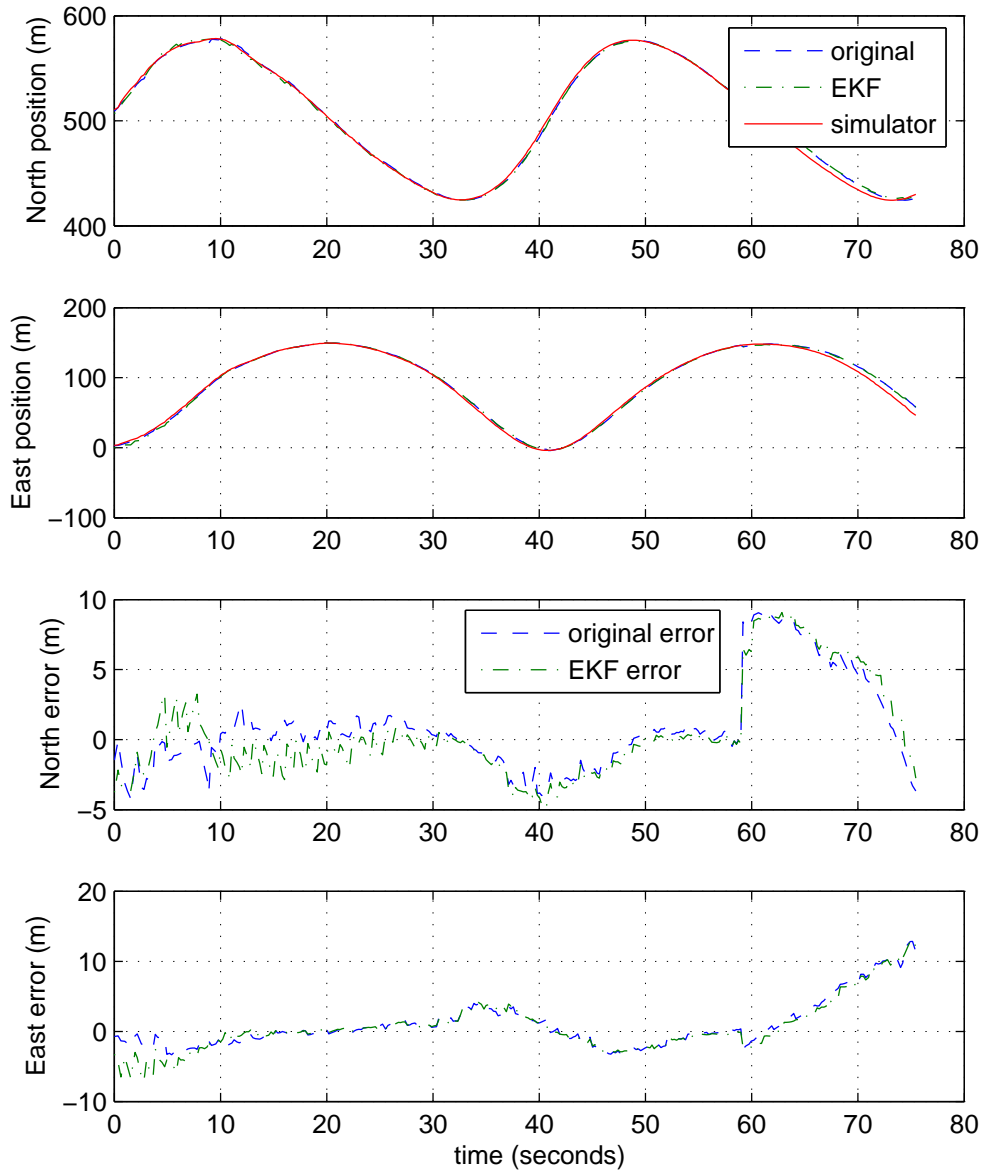 600
500
400
North position (m)
original
EKF
simulator
0 10 20 30 40 50 60 70 80
200
100
0
−100
East position (m)
0 10 20 30 40 50 60 70 80
10
5
0
−5
North error (m)
original error
EKF error
0 10 20 30 40 50 60 70 80
20
10
0
−10
East error (m)
0 10 20 30 40 50 60 70 80
time (seconds)